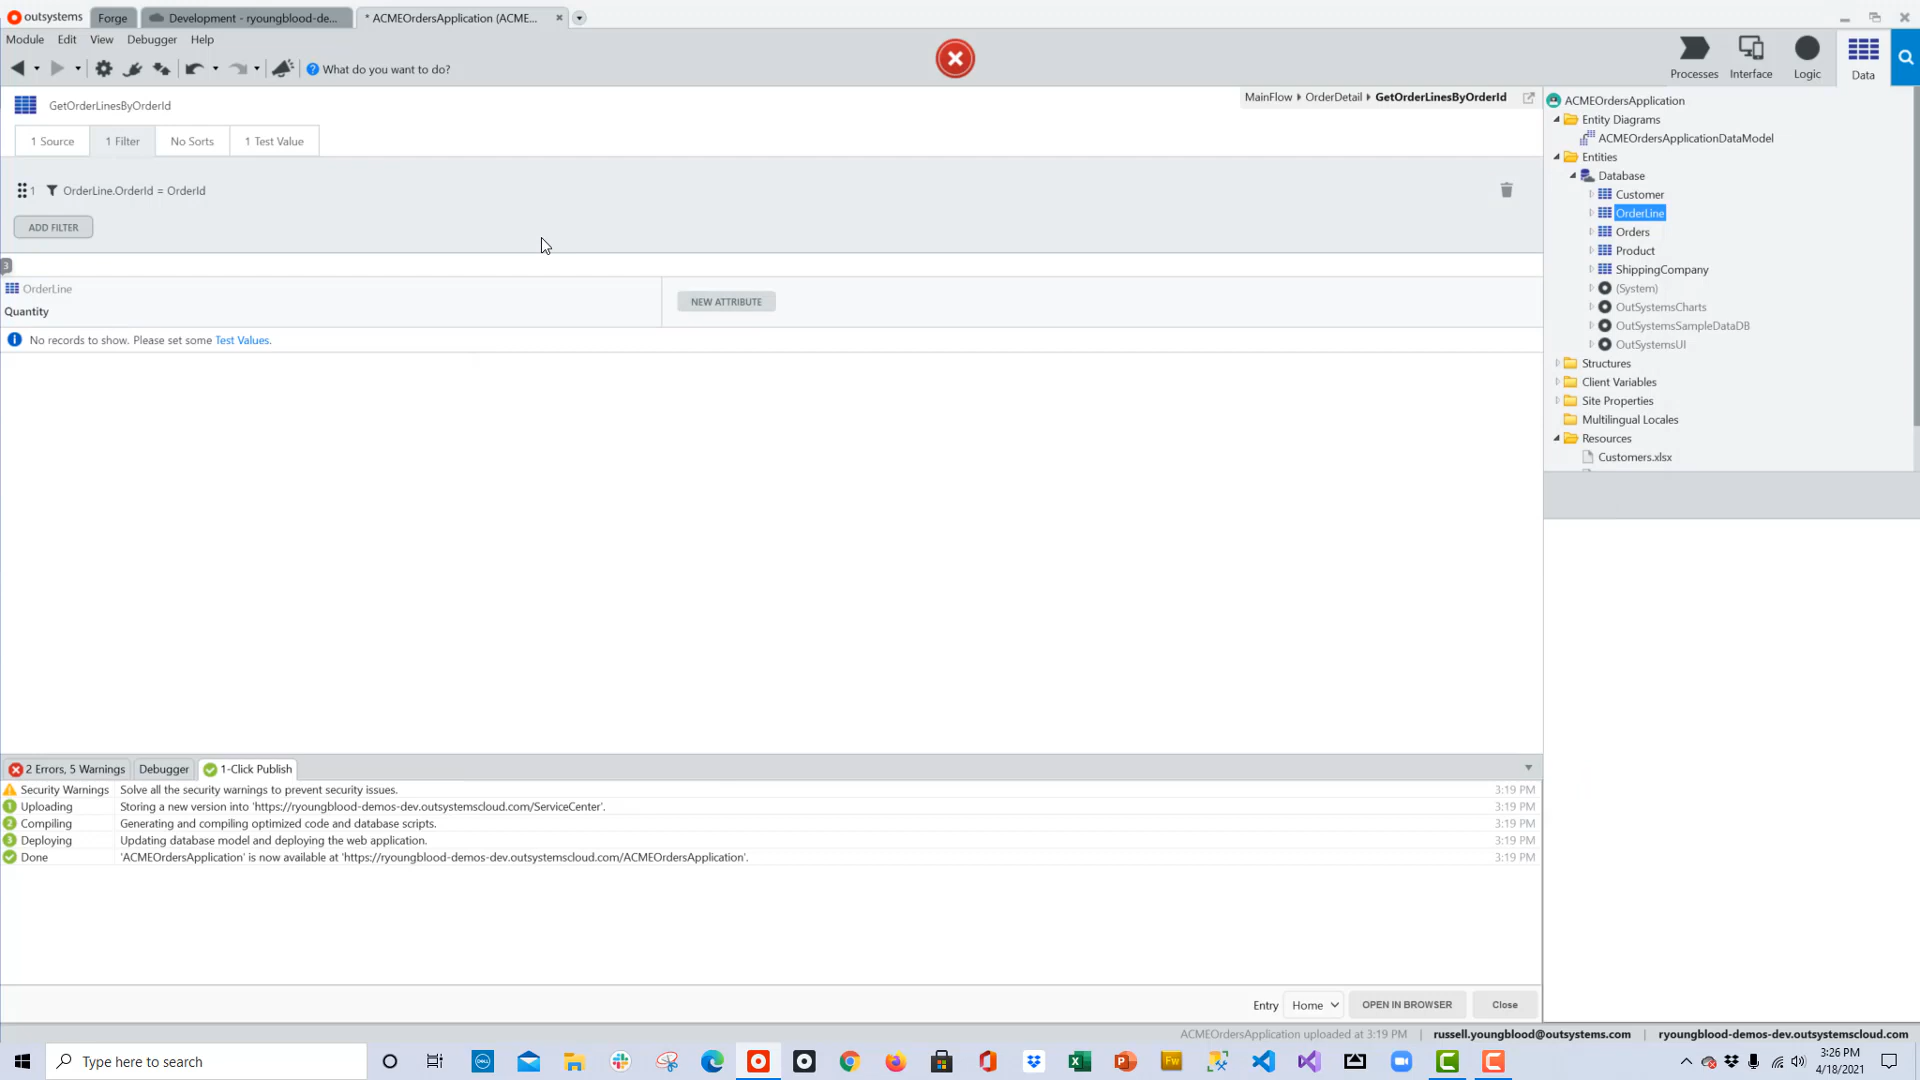 outsystems
Forge
Development - ryoungblood-de...
* ACMEOrdersApplication (ACME...
Module Edit View Debugger Help
What do you want to do?
Processes
Interface
Logic
Data
GetOrderLinesByOrderId
MainFlow OrderDetail GetOrderLinesByOrderId
1 Source
1 Filter
No Sorts
1 Test Value
1 OrderLine.OrderId = OrderId
ADD FILTER
3
OrderLine
Quantity
NEW ATTRIBUTE
No records to show. Please set some Test Values.
ACMEOrdersApplication
Entity Diagrams
ACMEOrdersApplicationDataModel
Entities
Database
Customer
OrderLine
Orders
Product
ShippingCompany
(System)
OutSystemsCharts
OutSystemsSampleDataDB
OutSystemsUI
Structures
Client Variables
Site Properties
Multilingual Locales
Resources
Customers.xlsx
2 Errors, 5 Warnings
Debugger
1-Click Publish
Security Warnings Solve all the security warnings to prevent security issues. 3:19 PM
1 Uploading Storing a new version into 'https://ryoungblood-demos-dev.outsystemscloud.com/ServiceCenter'. 3:19 PM
2 Compiling Generating and compiling optimized code and database scripts. 3:19 PM
3 Deploying Updating database model and deploying the web application. 3:19 PM
Done 'ACMEOrdersApplication' is now available at 'https://ryoungblood-demos-dev.outsystemscloud.com/ACMEOrdersApplication'. 3:19 PM
Entry Home OPEN IN BROWSER Close
ACMEOrdersApplication uploaded at 3:19 PM | russell.youngblood@outsystems.com | ryoungblood-demos-dev.outsystemscloud.com
Type here to search
DELL
Fw
3:26 PM
4/18/2021